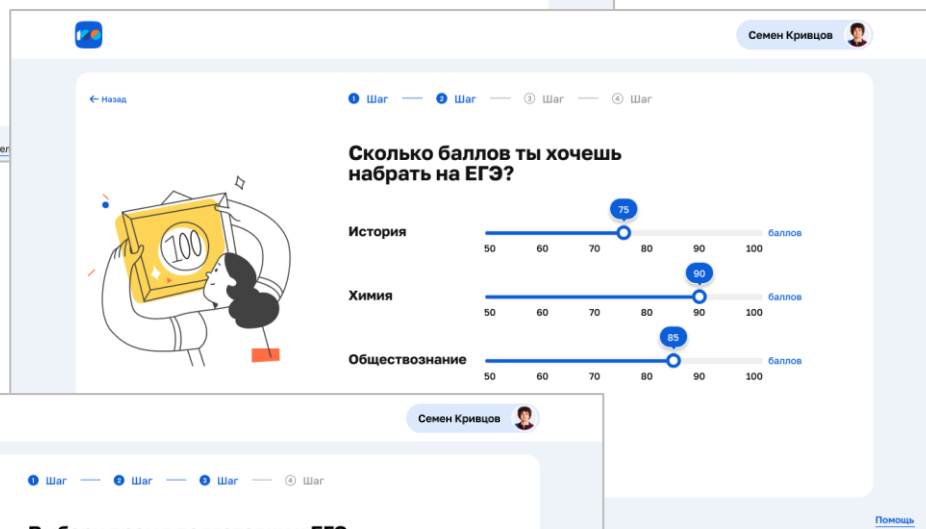 Семен Кривцов
← Назад
1 Шаг — 2 Шаг — 3 Шаг — 4 Шаг
Сколько баллов ты хочешь
набрать на ЕГЭ?
100
75
История
баллов
50 60 70 80 90 100
90
Химия
баллов
50 60 70 80 90 100
85
Обществознание
баллов
50 60 70 80 90 100
Семен Кривцов
1 Шаг — 2 Шаг — 3 Шаг — 4 Шаг
Помощь